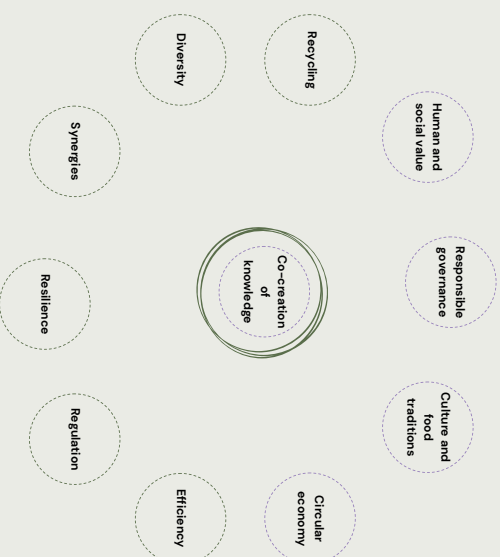 Human and
social value
Responsible
governance
Culture and
food
traditions
Recycling
Co-creation
of
knowledge
Circular
economy
Diversity
Efficiency
Synergies
Regulation
Resilience